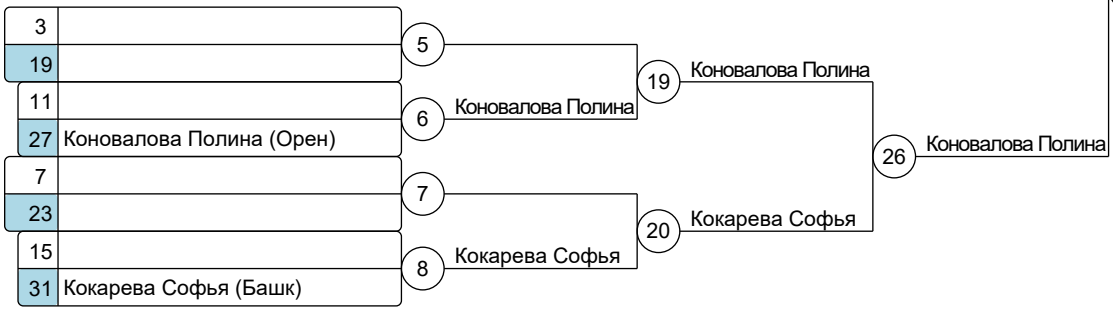 3
19
5
19 Коновалова Полина
11
6 Коновалова Полина
27 Коновалова Полина (Орен)
26 Коновалова Полина
7
23
7
20 Кокарева Софья
15
8 Кокарева Софья
31 Кокарева Софья (Башк)